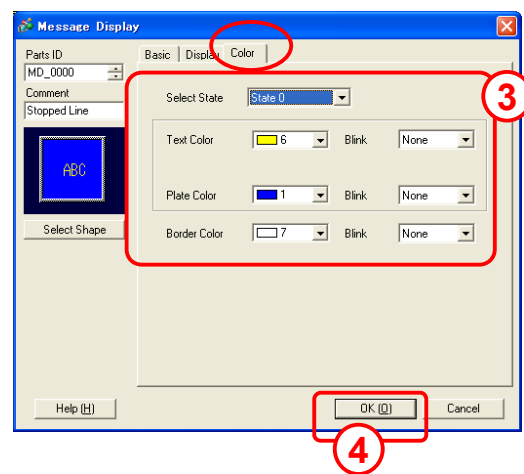 Message Display
Parts ID
MD_0000
Comment
Stopped Line
ABC
Select Shape
Basic Display Color
Select State State 0
3
Text Color 6 Blink None
Plate Color 1 Blink None
Border Color 7 Blink None
Help (H) OK (O) Cancel
4